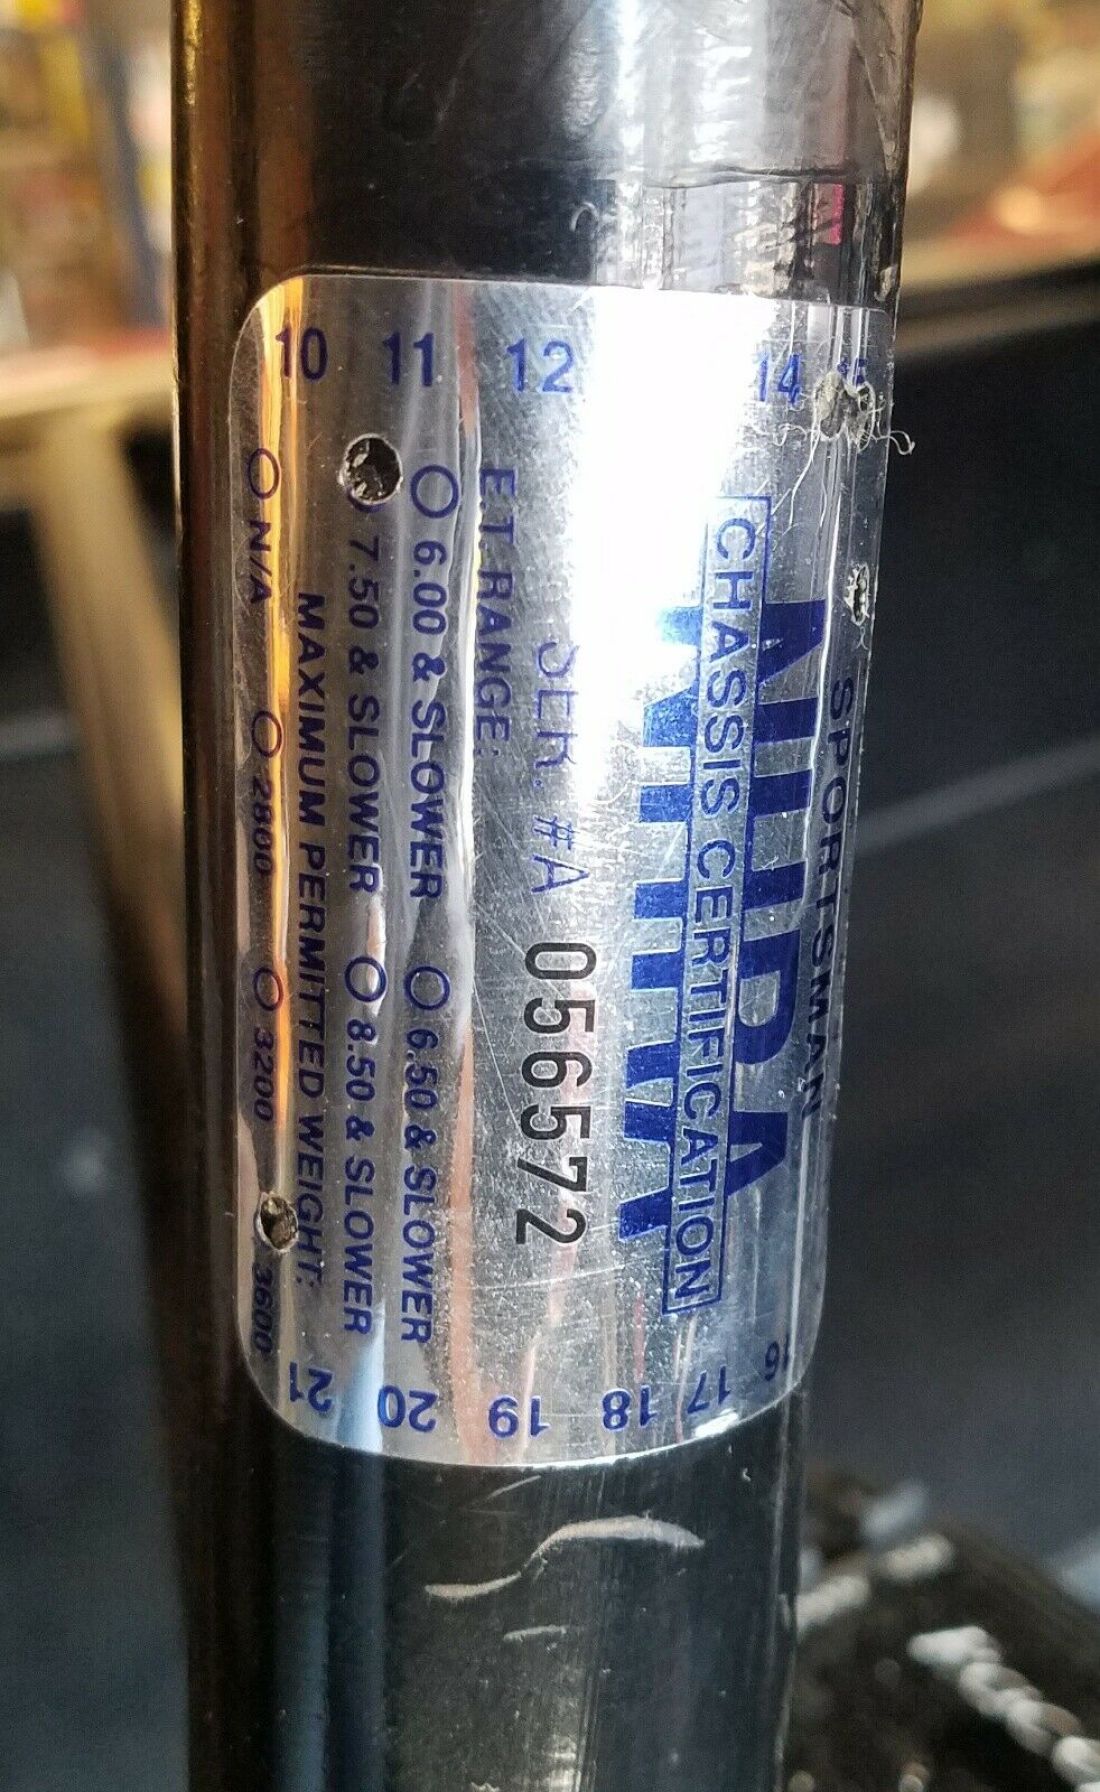 SPORTSMAN
NHRA
CHASSIS CERTIFICATION
SER. #A 056572
E.T. RANGE:
6.00 & SLOWER 6.50 & SLOWER
7.50 & SLOWER 8.50 & SLOWER
MAXIMUM PERMITTED WEIGHT:
N/A 2800 3200 3600
10 11 12 14
21 20 19 18 17 16